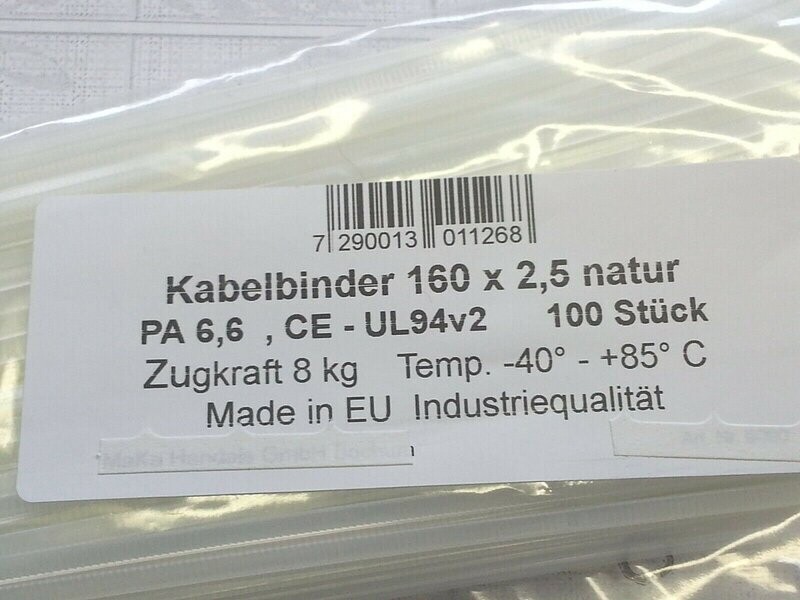 7 290013 011268
Kabelbinder 160 x 2,5 natur
PA 6,6 , CE - UL94v2 100 Stück
Zugkraft 8 kg Temp. -40° - +85° C
Made in EU Industriequalität